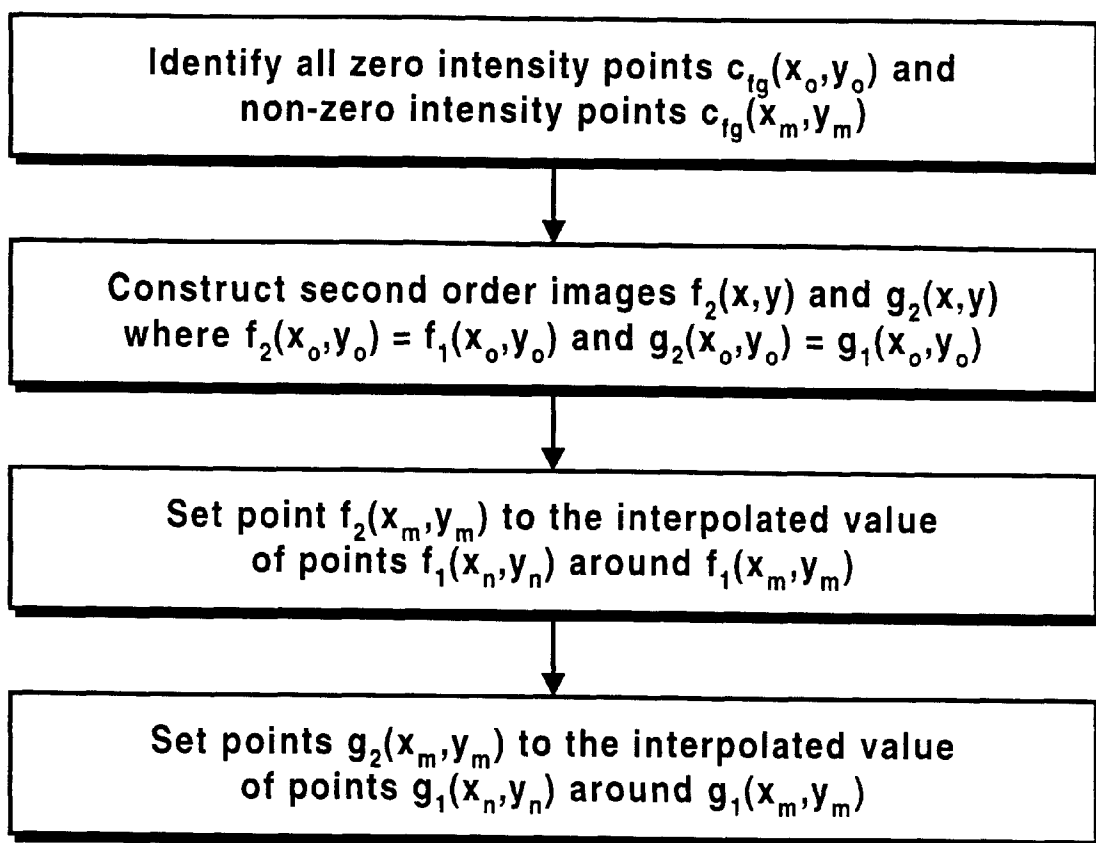 Identify all zero intensity points c_fg(x_o,y_o) and
non-zero intensity points c_fg(x_m,y_m)
Construct second order images f_2(x,y) and g_2(x,y)
where f_2(x_o,y_o) = f_1(x_o,y_o) and g_2(x_o,y_o) = g_1(x_o,y_o)
Set point f_2(x_m,y_m) to the interpolated value
of points f_1(x_n,y_n) around f_1(x_m,y_m)
Set points g_2(x_m,y_m) to the interpolated value
of points g_1(x_n,y_n) around g_1(x_m,y_m)